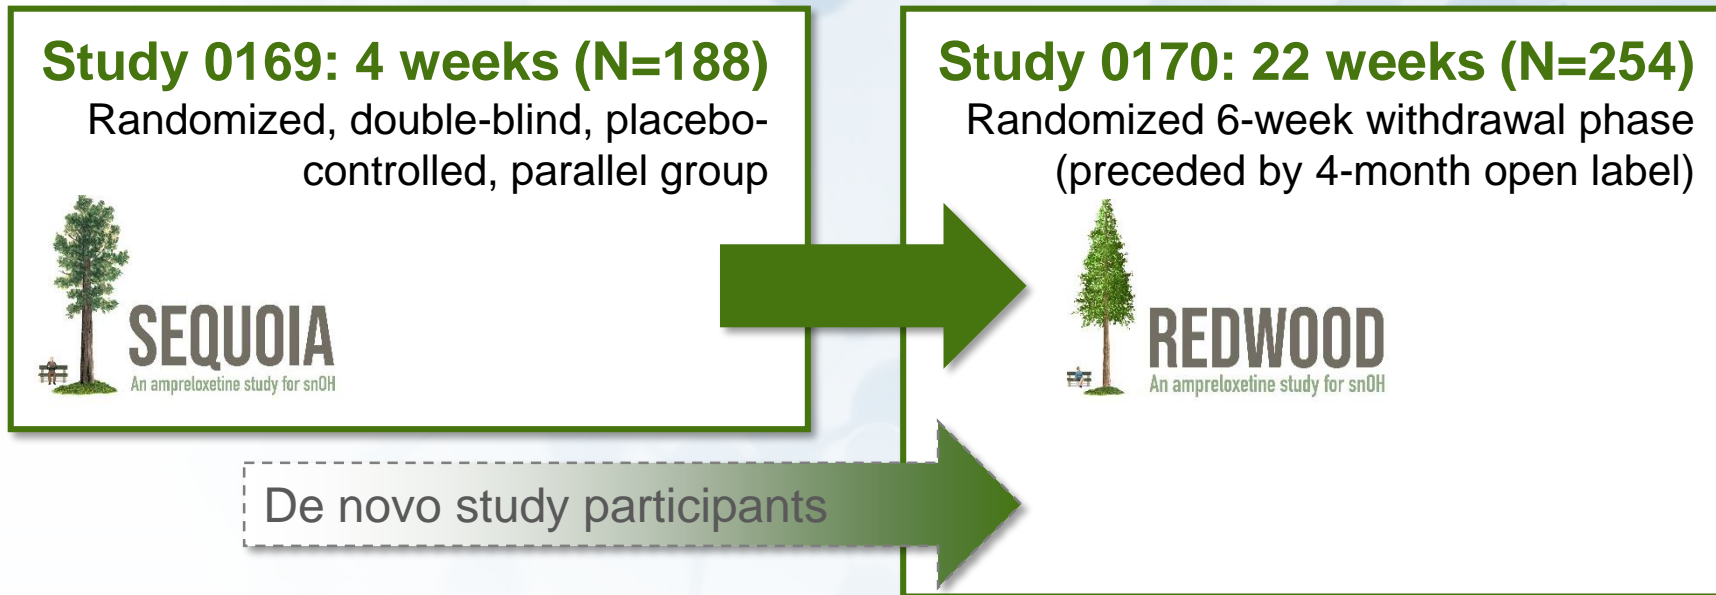 Study 0169: 4 weeks (N=188)
Randomized, double-blind, placebo-
controlled, parallel group
SEQUOIA
An ampreloxetine study for snOH
Study 0170: 22 weeks (N=254)
Randomized 6-week withdrawal phase
(preceded by 4-month open label)
REDWOOD
An ampreloxetine study for snOH
De novo study participants